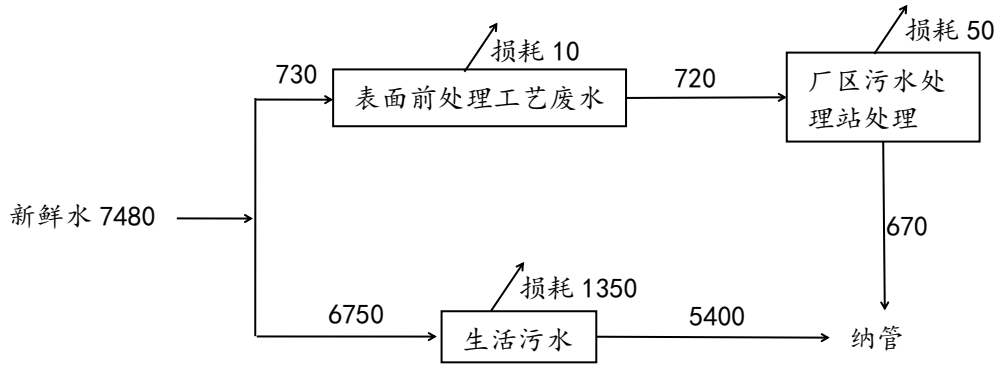 损耗 50
损耗 10
730
表面前处理工艺废水
720
厂区污水处
理站处理
新鲜水 7480
670
损耗 1350
6750
生活污水
5400
纳管